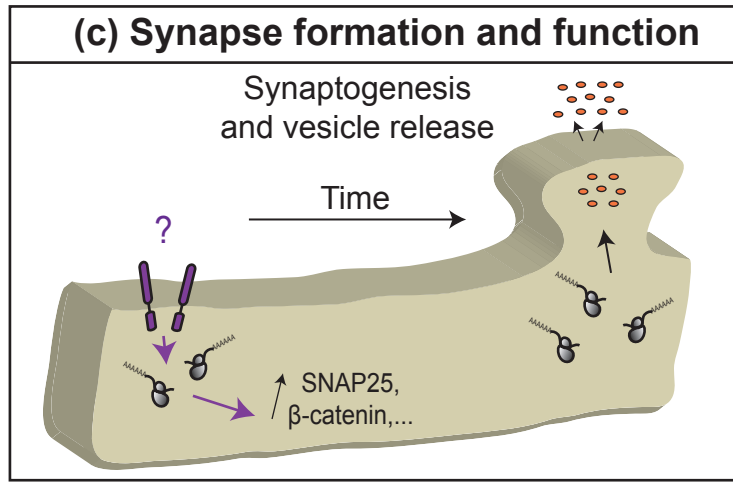 (c) Synapse formation and function
Synaptogenesis
and vesicle release
Time
?
SNAP25,
β-catenin,...